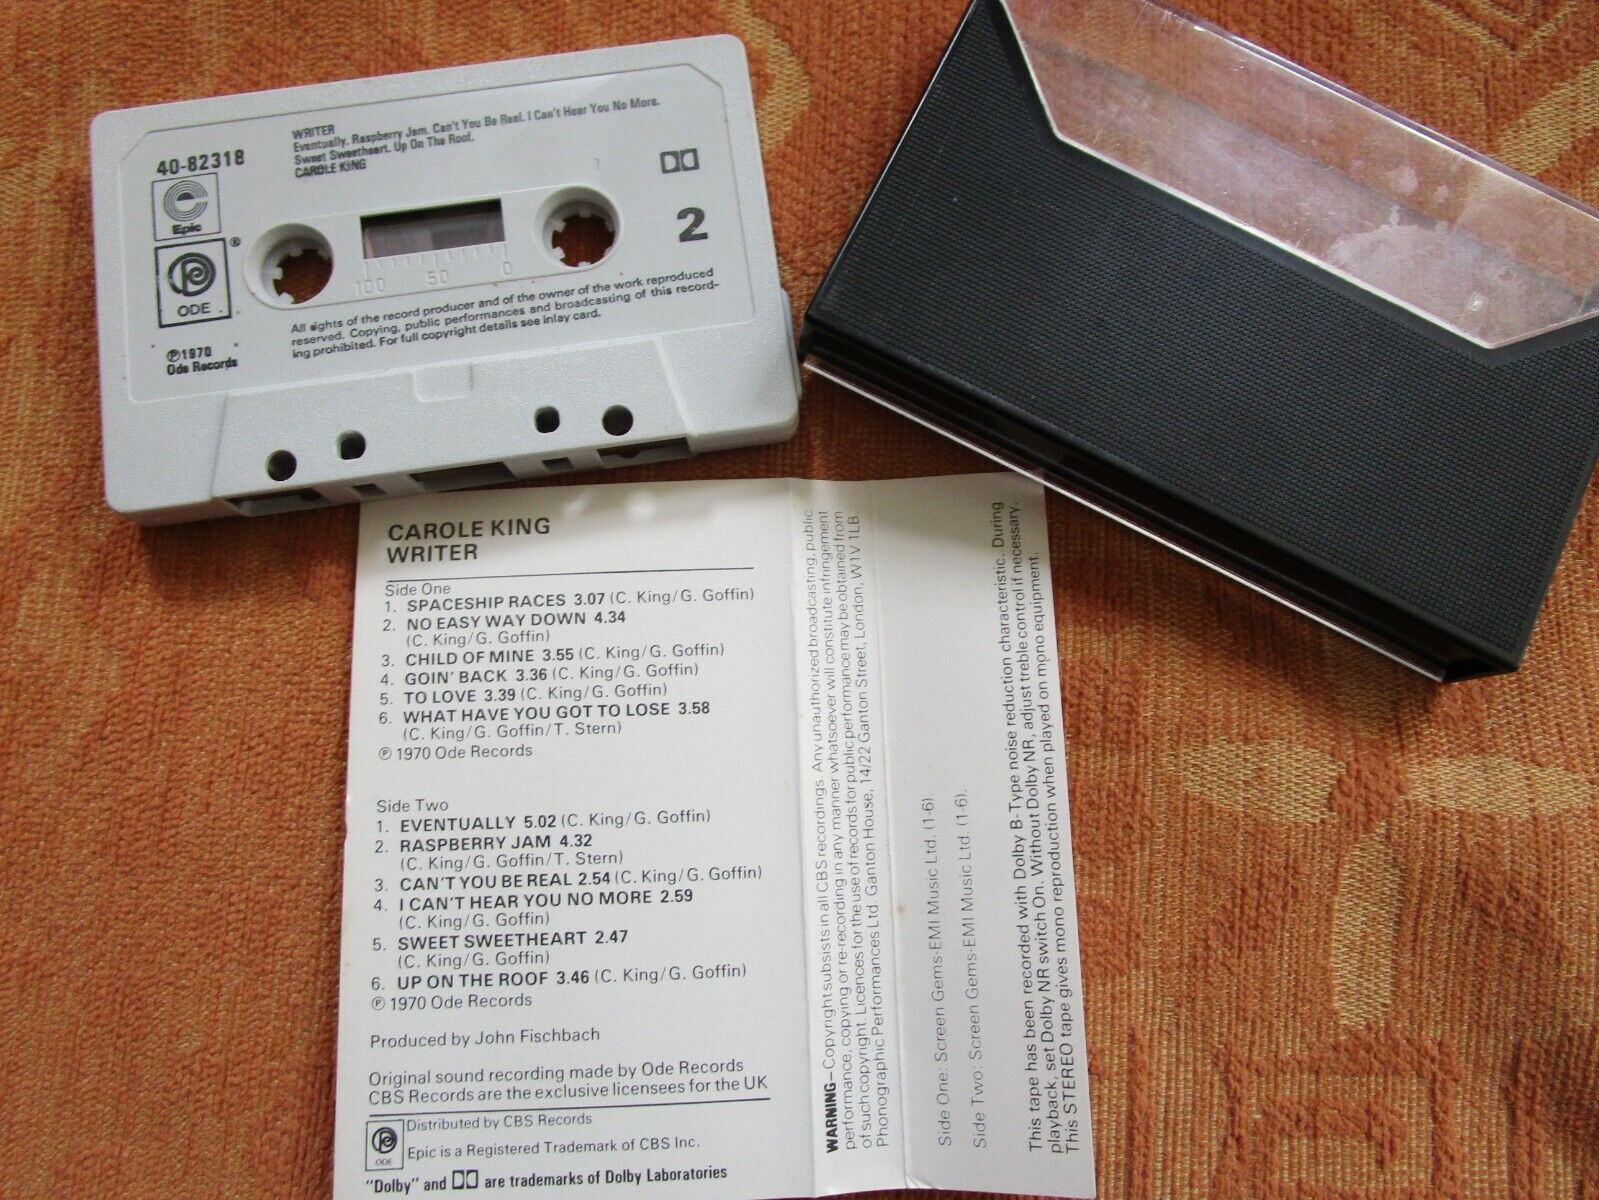 WRITER
Eventually. Raspberry Jam. Can't You Be Real. I Can't Hear You No More.
Sweet Sweetheart. Up On The Roof.
CAROLE KING
40-82318
Epic
®
ODE
2
100 50 0
All rights of the record producer and of the owner of the work reproduced
reserved. Copying, public performances and broadcasting of this record-
ing prohibited. For full copyright details see inlay card.
℗1970
Ode Records
CAROLE KING
WRITER
Side One
1. SPACESHIP RACES 3.07 (C. King/G. Goffin)
2. NO EASY WAY DOWN 4.34
(C. King/G. Goffin)
3. CHILD OF MINE 3.55 (C. King/G. Goffin)
4. GOIN' BACK 3.36 (C. King/G. Goffin)
5. TO LOVE 3.39 (C. King/G. Goffin)
6. WHAT HAVE YOU GOT TO LOSE 3.58
(C. King/G. Goffin/T. Stern)
℗ 1970 Ode Records
Side Two
1. EVENTUALLY 5.02 (C. King/G. Goffin)
2. RASPBERRY JAM 4.32
(C. King/G. Goffin/T. Stern)
3. CAN'T YOU BE REAL 2.54 (C. King/G. Goffin)
4. I CAN'T HEAR YOU NO MORE 2.59
(C. King/G. Goffin)
5. SWEET SWEETHEART 2.47
(C. King/G. Goffin)
6. UP ON THE ROOF 3.46 (C. King/G. Goffin)
℗ 1970 Ode Records
Produced by John Fischbach
Original sound recording made by Ode Records
CBS Records are the exclusive licensees for the UK
ODE
Distributed by CBS Records
Epic is a Registered Trademark of CBS Inc.
"Dolby" and are trademarks of Dolby Laboratories
WARNING–Copyright subsists in all CBS recordings. Any unauthorized broadcasting, public
performance, copying or re-recording in any manner whatsoever will constitute infringement
of such copyright. Licences for the use of records for public performance may be obtained from
Phonographic Performances Ltd. Ganton House, 14/22 Ganton Street, London, W1V 1LB
Side One: Screen Gems-EMI Music Ltd. (1-6).
Side Two: Screen Gems-EMI Music Ltd. (1-6).
This tape has been recorded with Dolby B-Type noise reduction characteristic. During
playback, set Dolby NR switch On. Without Dolby NR, adjust treble control if necessary.
This STEREO tape gives mono reproduction when played on mono equipment.